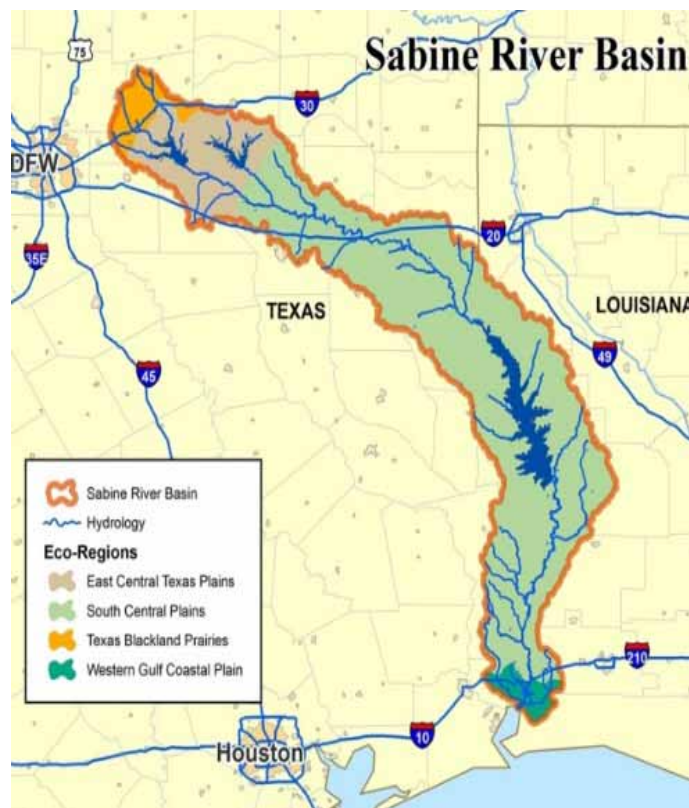 Sabine River Basin
75
30
DFW
20
35E
TEXAS
LOUISIANA
49
45
Sabine River Basin
Hydrology
Eco-Regions
East Central Texas Plains
South Central Plains
Texas Blackland Prairies
Western Gulf Coastal Plain
210
10
Houston